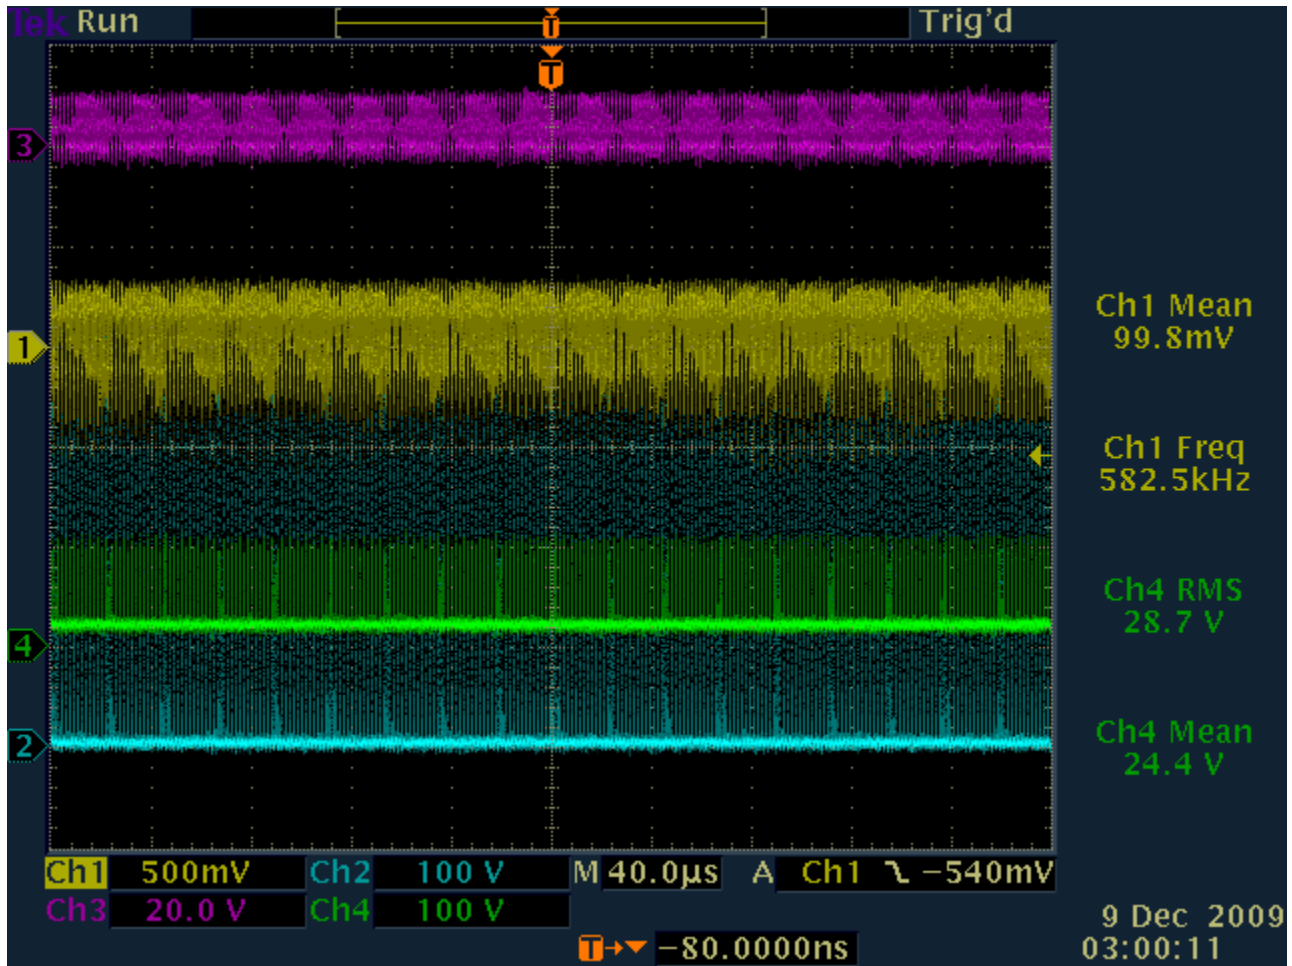 Tek Run Trig'd
T
T
3
1
4
2
Ch1 Mean
99.8mV
Ch1 Freq
582.5kHz
Ch4 RMS
28.7 V
Ch4 Mean
24.4 V
Ch1 500mV Ch2 100 V M 40.0µs A Ch1 -540mV
Ch3 20.0 V Ch4 100 V
T -80.0000ns
9 Dec 2009
03:00:11